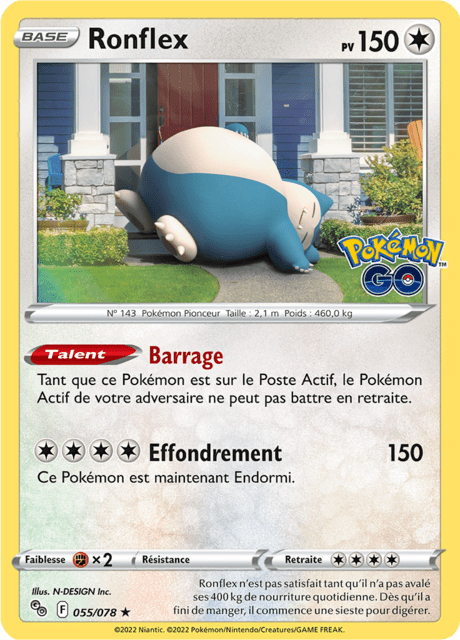 BASE Ronflex PV 150
Pokémon GO
N° 143 Pokémon Pionceur Taille : 2,1 m Poids : 460,0 kg
Talent Barrage
Tant que ce Pokémon est sur le Poste Actif, le Pokémon
Actif de votre adversaire ne peut pas battre en retraite.
Effondrement 150
Ce Pokémon est maintenant Endormi.
Faiblesse ×2 Résistance Retraite
Illus. N-DESIGN Inc.
F 055/078 ★
Ronflex n'est pas satisfait tant qu'il n'a pas avalé
ses 400 kg de nourriture quotidienne. Dès qu'il a
fini de manger, il commence une sieste pour digérer.
©2022 Niantic. ©2022 Pokémon/Nintendo/Creatures/GAME FREAK.